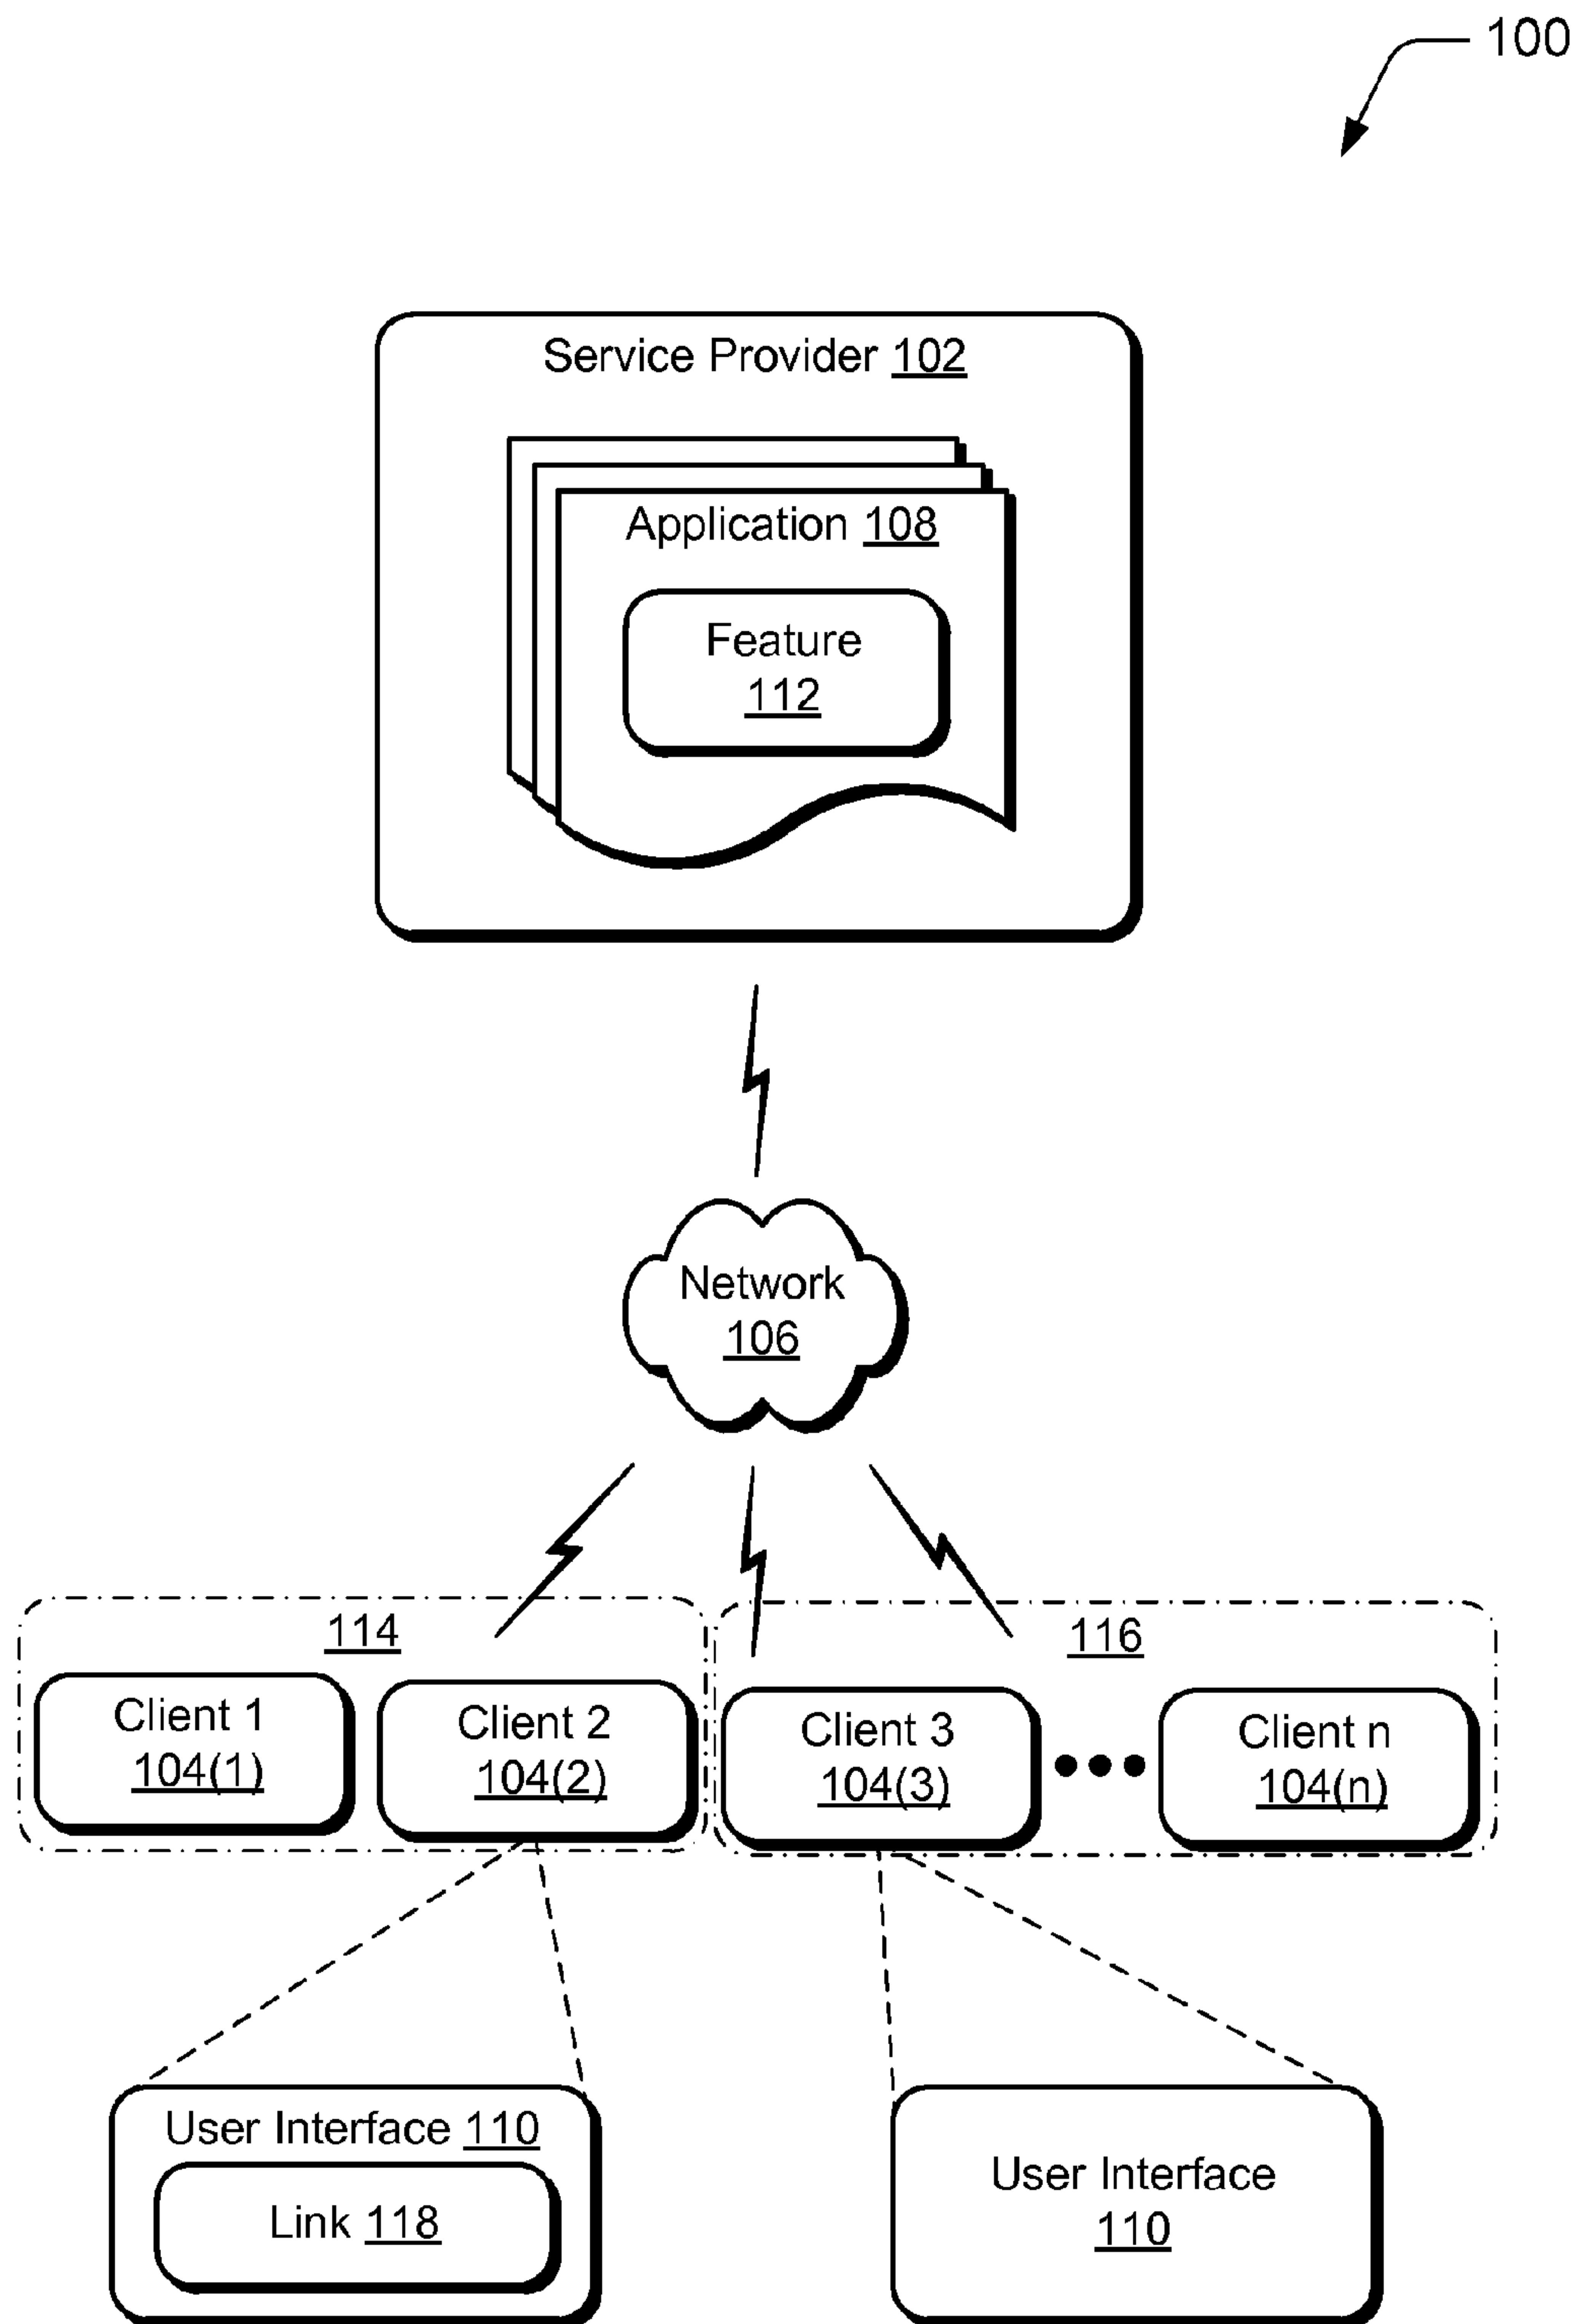 100
Service Provider 102
Application 108
Feature
112
Network
106
114
116
Client 1
104(1)
Client 2
104(2)
Client 3
104(3)
Client n
104(n)
User Interface 110
Link 118
User Interface
110